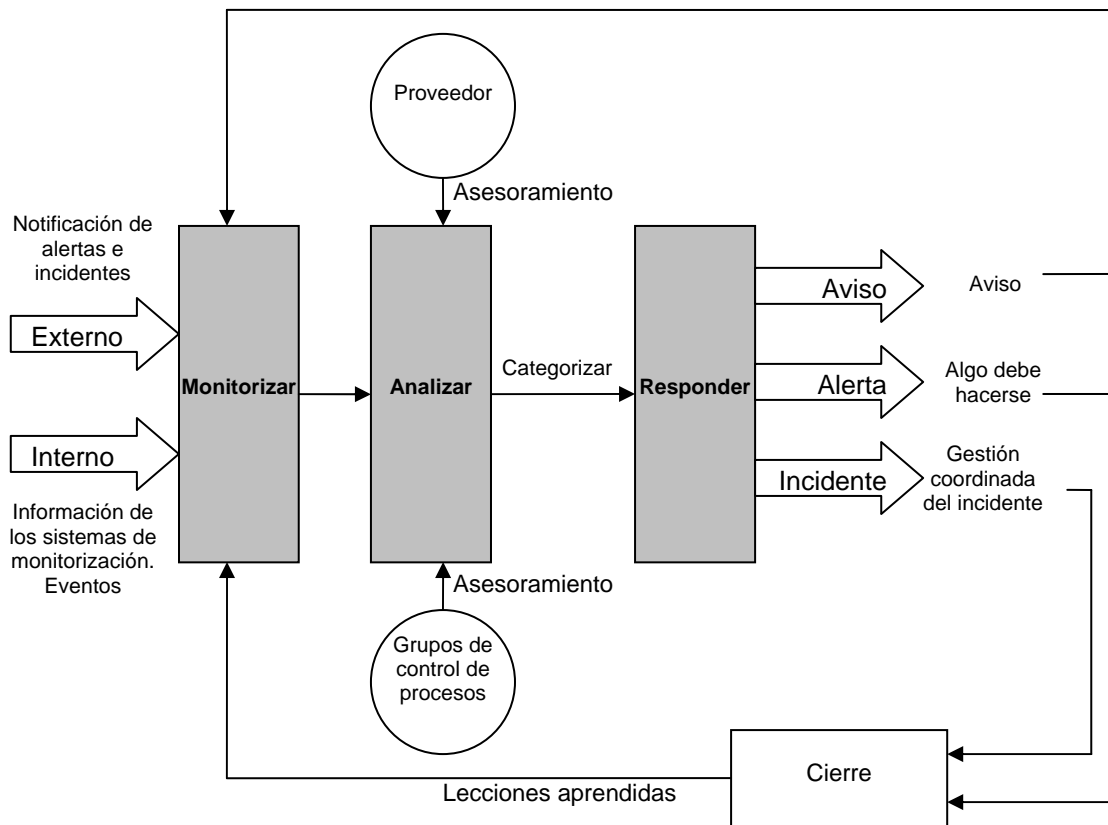 Proveedor
Asesoramiento
Notificación de
alertas e
incidentes
Externo
Interno
Información de
los sistemas de
monitorización.
Eventos
Monitorizar
Analizar
Categorizar
Responder
Aviso
Aviso
Alerta
Algo debe
hacerse
Incidente
Gestión
coordinada
del incidente
Asesoramiento
Grupos de
control de
procesos
Cierre
Lecciones aprendidas